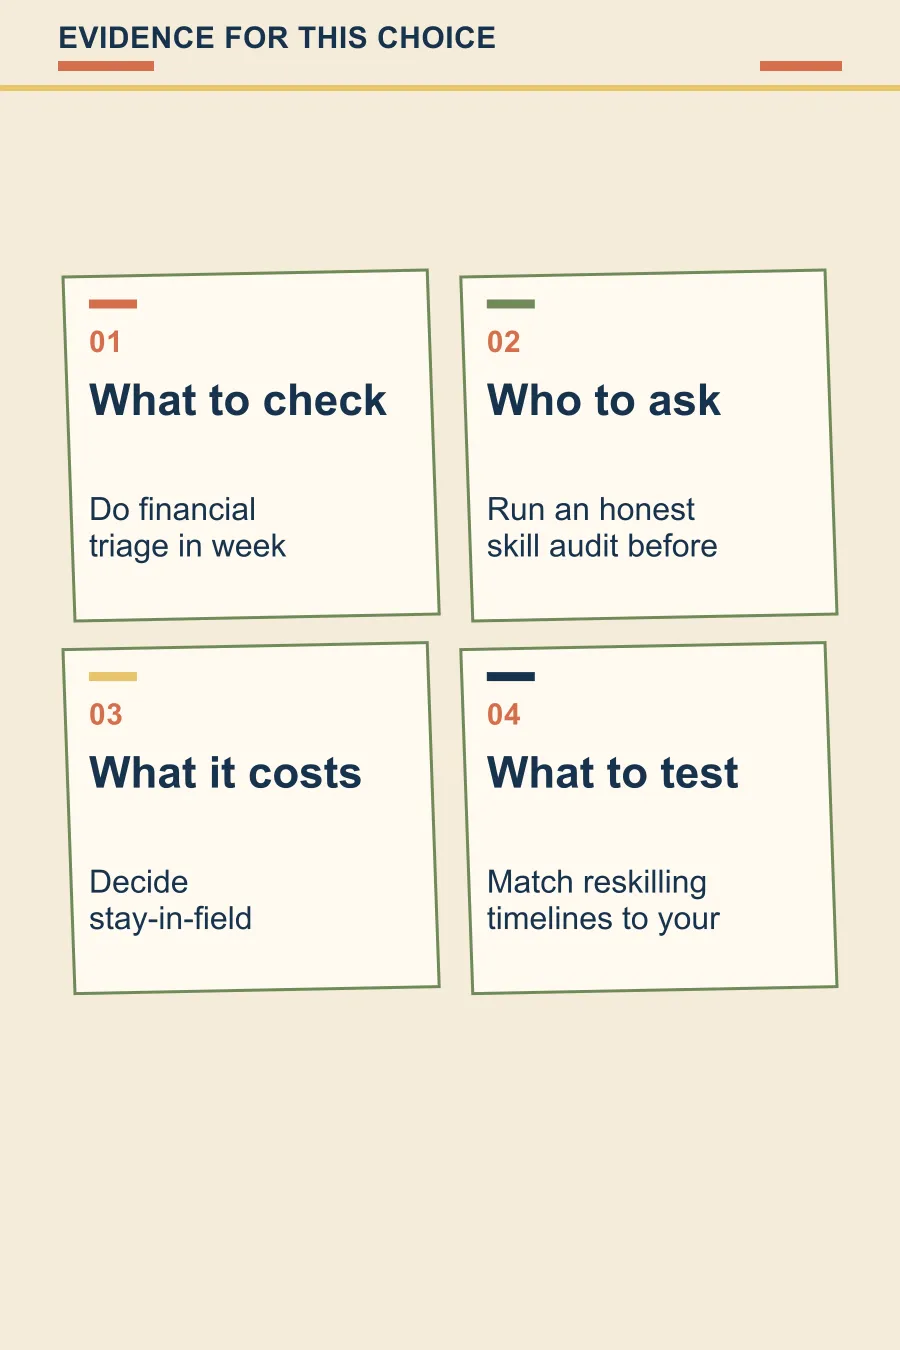 EVIDENCE FOR THIS CHOICE
01
What to check
Do financial
triage in week
02
Who to ask
Run an honest
skill audit before
03
What it costs
Decide
stay-in-field
04
What to test
Match reskilling
timelines to your